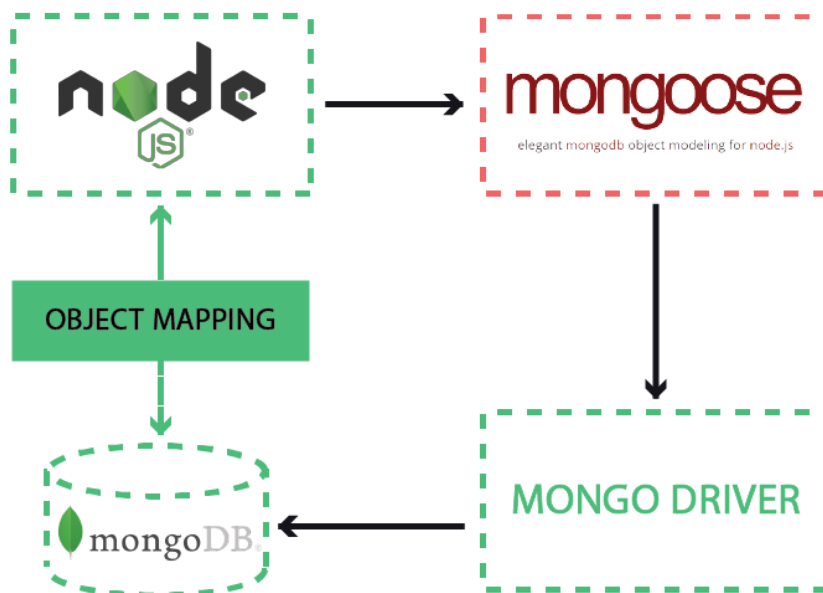 node
JS®
mongoose
elegant mongodb object modeling for node.js
OBJECT MAPPING
mongoDB®
MONGO DRIVER